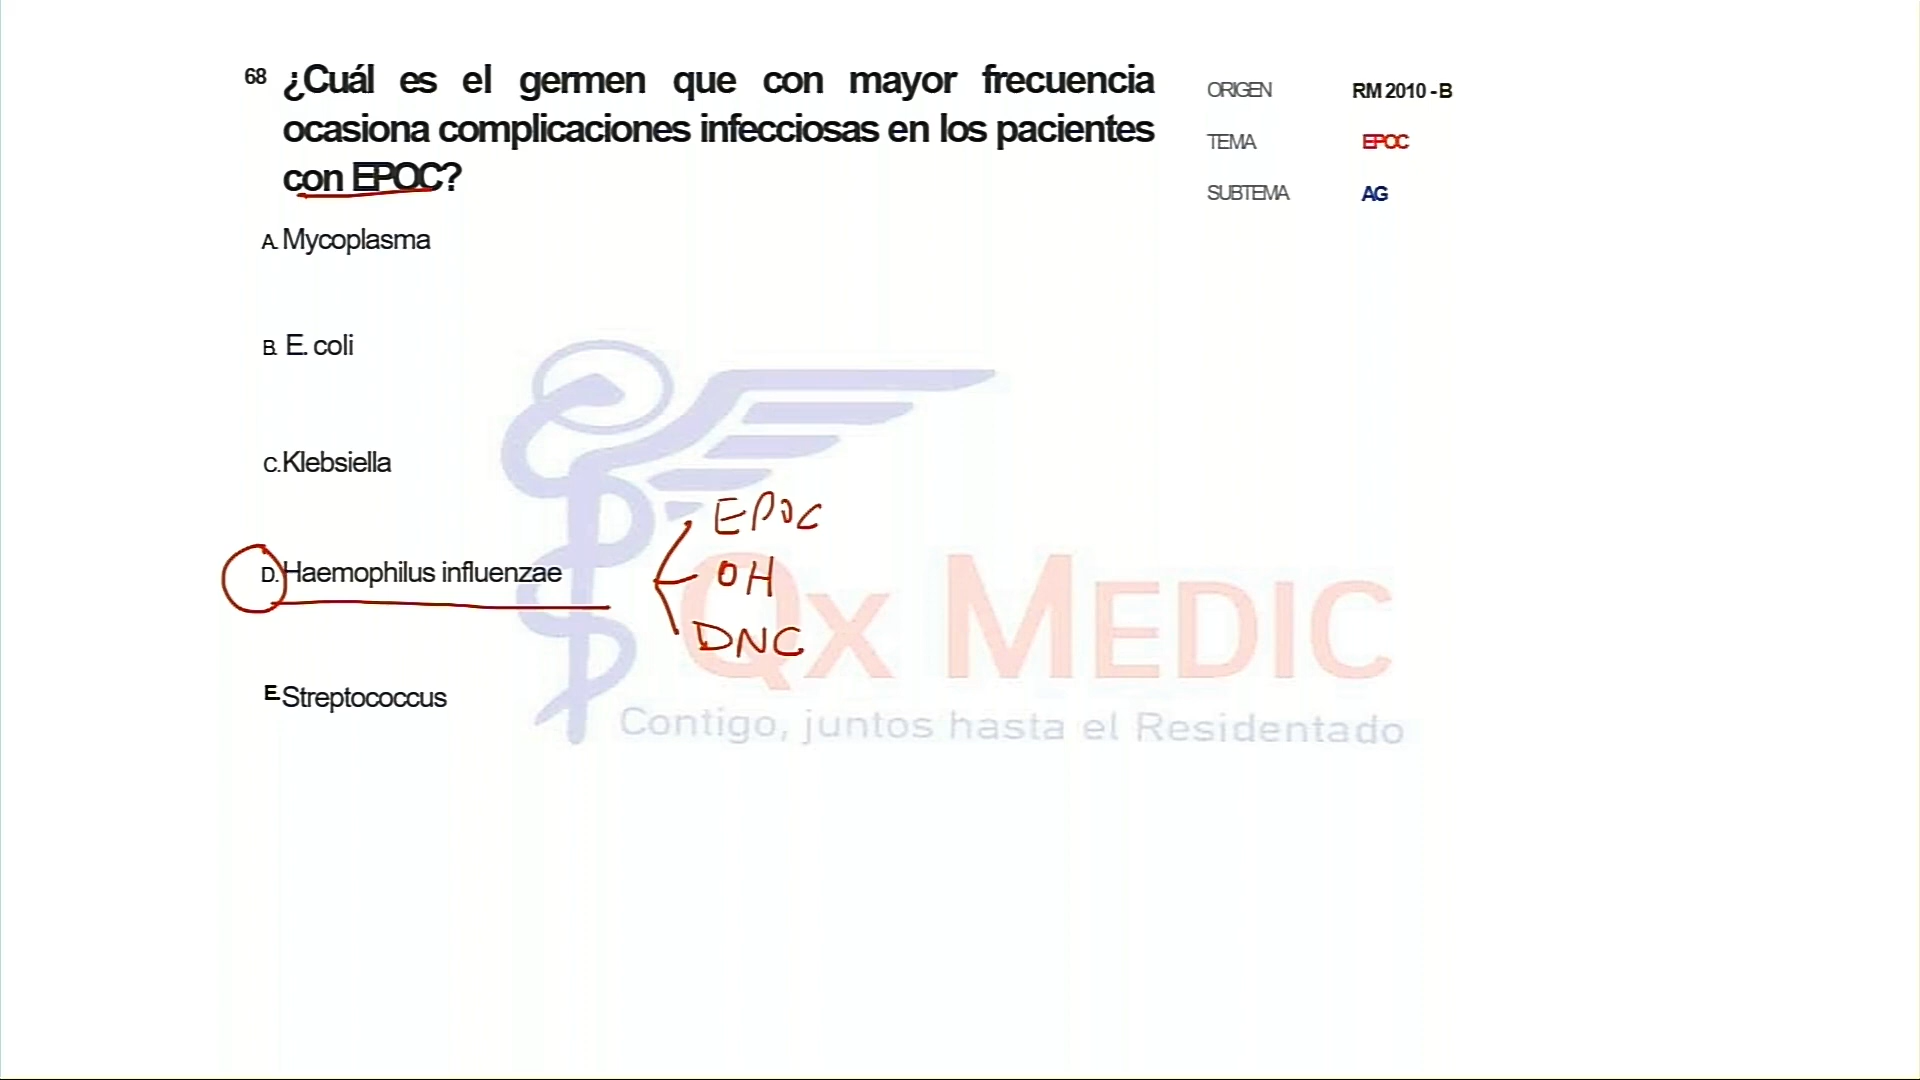 68 ¿Cuál es el germen que con mayor frecuencia
ocasiona complicaciones infecciosas en los pacientes
con EPOC?
ORIGEN RM 2010 - B
TEMA EPOC
SUBTEMA AG
A. Mycoplasma
B. E. coli
C. Klebsiella
D. Haemophilus influenzae
E. Streptococcus
EPOC
OH
DNC
Qx MEDIC
Contigo, juntos hasta el Residentado